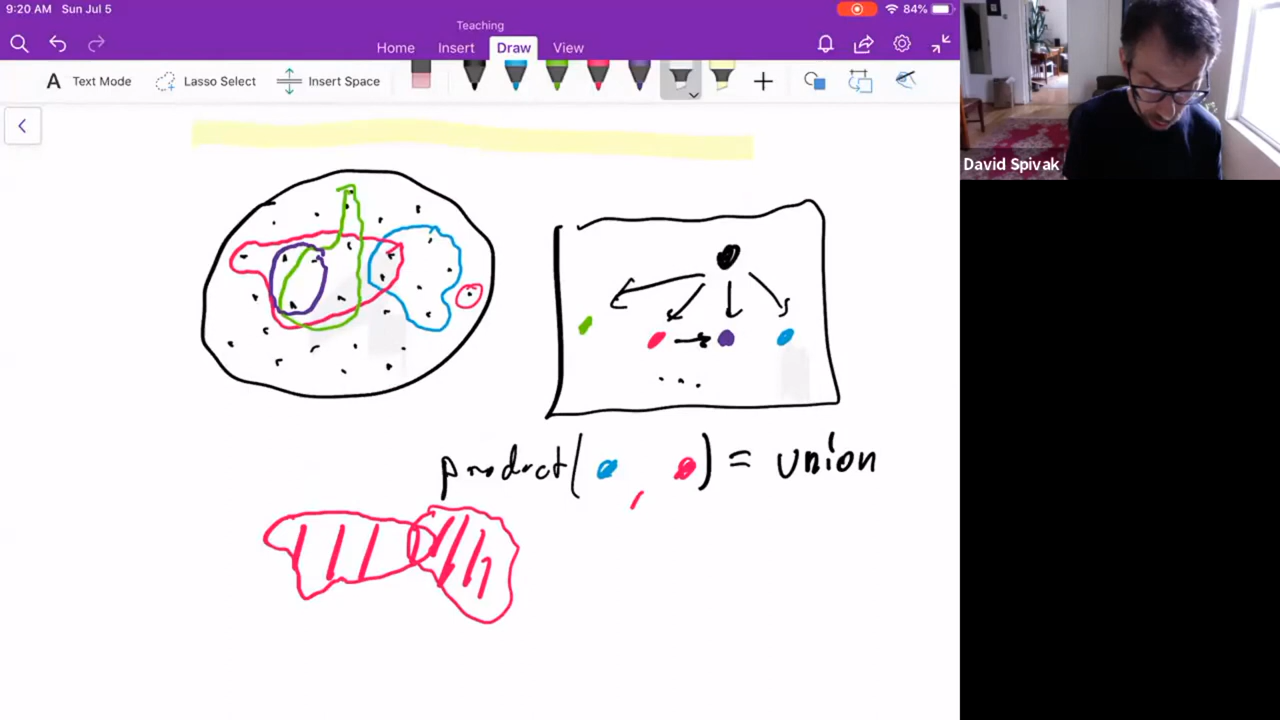 9:20 AM Sun Jul 5
84%
Teaching
Home Insert Draw View
A Text Mode Lasso Select Insert Space
David Spivak
product( , ) = union